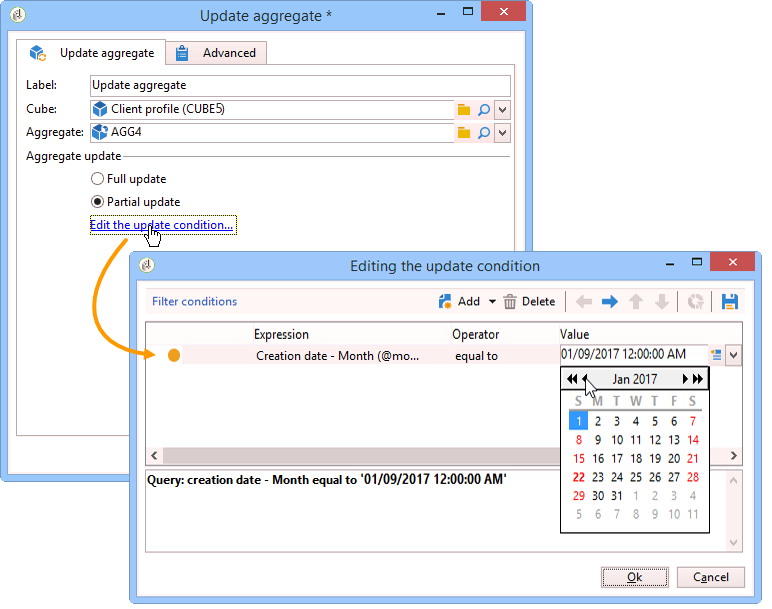 Update aggregate *
Update aggregate
Advanced
Label: Update aggregate
Cube: Client profile (CUBE5)
Aggregate: AGG4
Aggregate update
Full update
Partial update
Edit the update condition...
Editing the update condition
Filter conditions
Add
Delete
Expression Operator Value
Creation date - Month (@mo... equal to 01/09/2017 12:00:00 AM
Jan 2017
S M T W T F S
1 2 3 4 5 6 7
8 9 10 11 12 13 14
15 16 17 18 19 20 21
22 23 24 25 26 27 28
29 30 31 1 2 3 4
5 6 7 8 9 10 11
Query: creation date - Month equal to '01/09/2017 12:00:00 AM'
Ok
Cancel